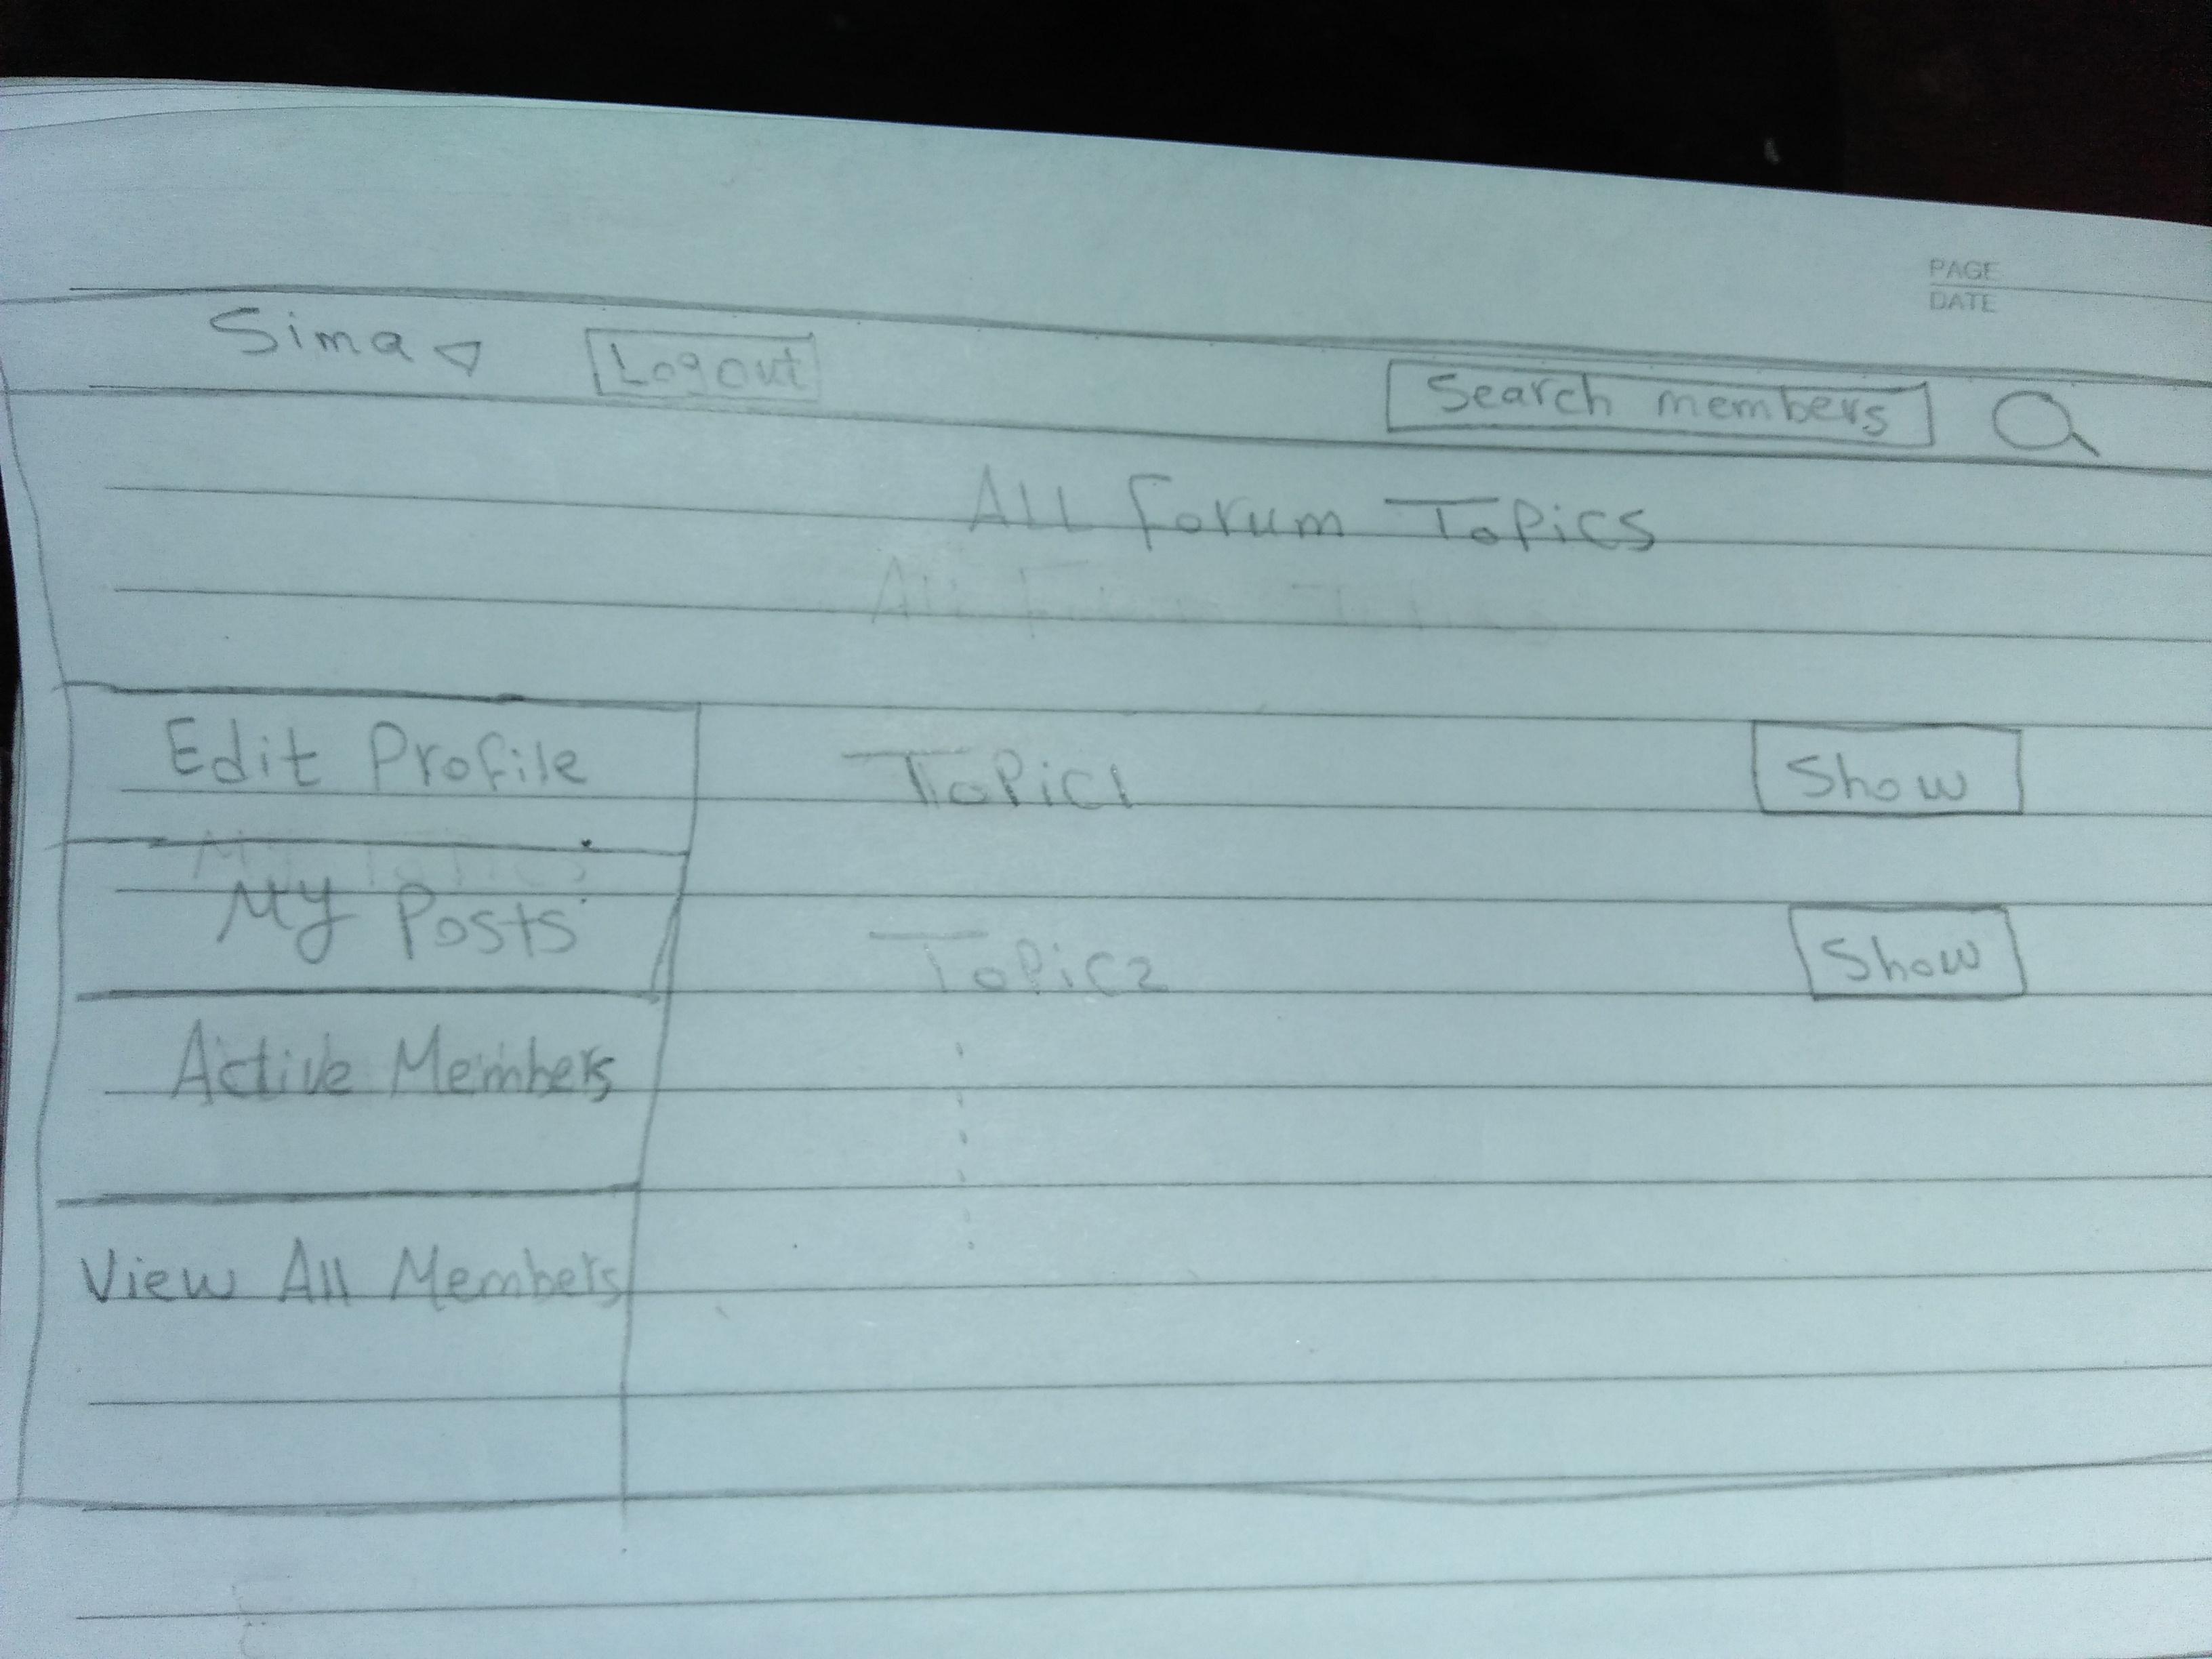 PAGE
DATE
Sima Logout Search members
All Forum Topics
Edit Profile Topic1 Show
My Posts Topic2 Show
Active Members
View All Members